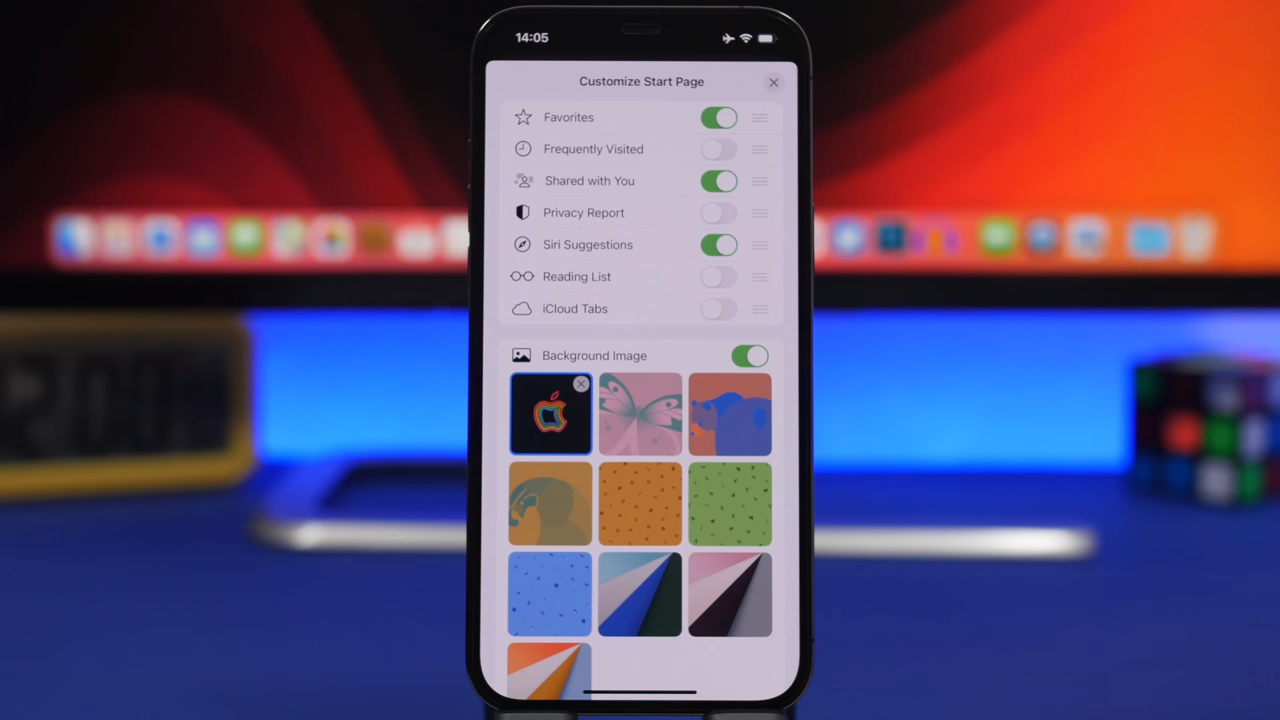 14:05
Customize Start Page
Favorites
Frequently Visited
Shared with You
Privacy Report
Siri Suggestions
Reading List
iCloud Tabs
Background Image